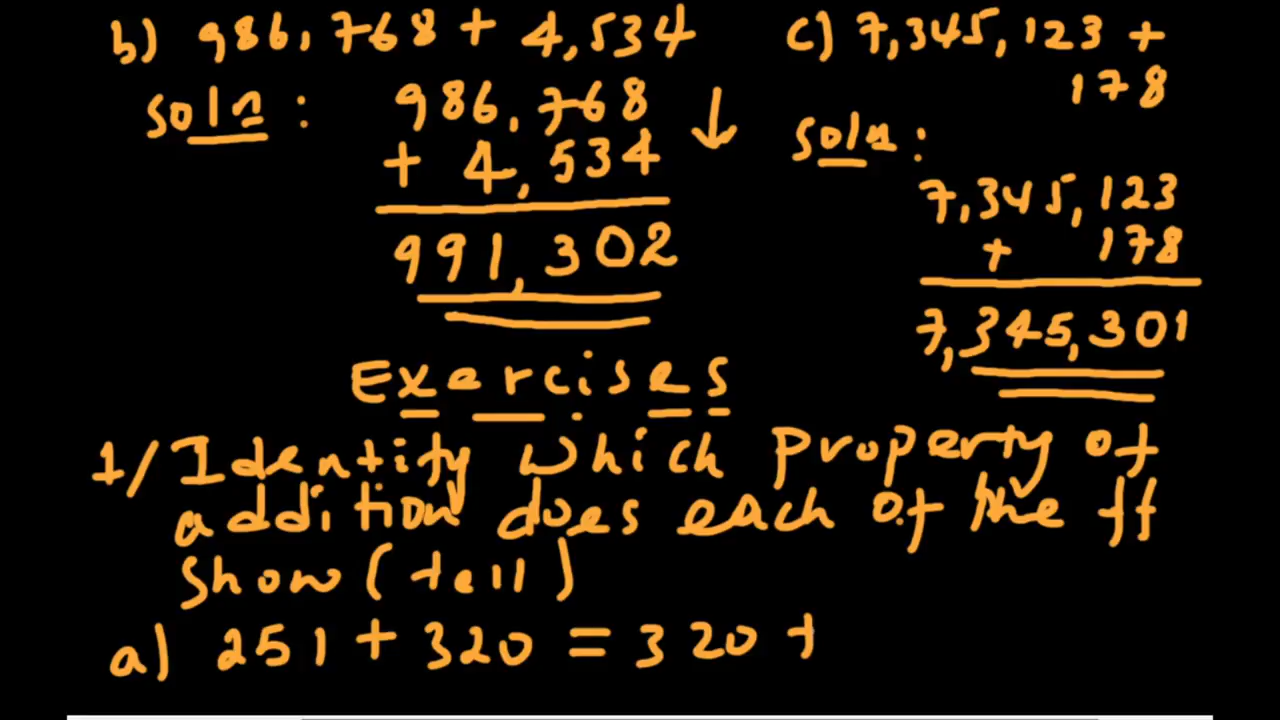 b) 986,768 + 4,534
soln :
986,768
+ 4,534
991,302
c) 7,345,123 +
178
soln :
7,345,123
+ 178
7,345,301
Exercises
1/ Identity which property of
addition does each of the ff
show (tell)
a) 251 + 320 = 320 +